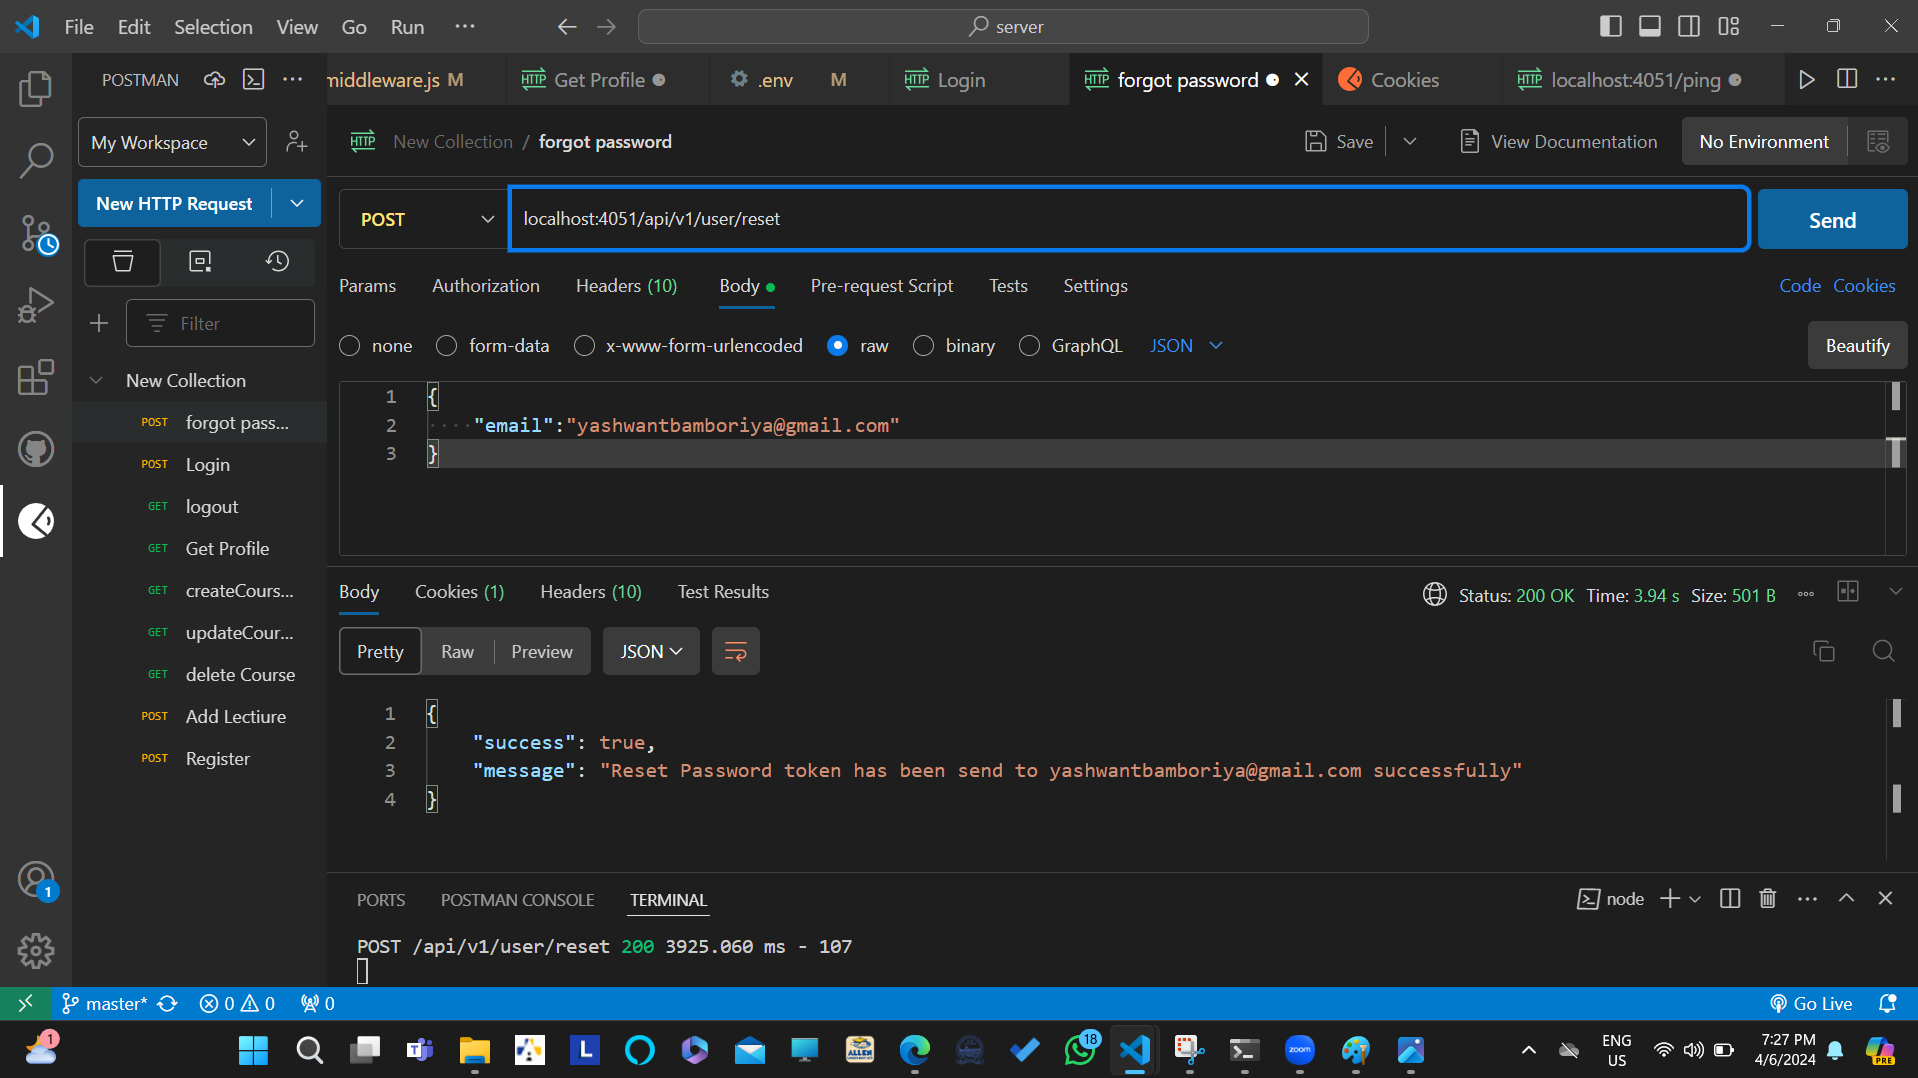 File Edit Selection View Go Run ··· server
POSTMAN middleware.js M Get Profile .env M Login forgot password Cookies localhost:4051/ping
My Workspace New Collection / forgot password Save View Documentation No Environment
New HTTP Request POST localhost:4051/api/v1/user/reset Send
Params Authorization Headers (10) Body Pre-request Script Tests Settings Code Cookies
Filter
none form-data x-www-form-urlencoded raw binary GraphQL JSON Beautify
New Collection
POST forgot pass...
POST Login
GET logout
GET Get Profile
GET createCours...
GET updateCour...
GET delete Course
POST Add Lectiure
POST Register
1 {
2 "email":"yashwantbamboriya@gmail.com"
3 }
Body Cookies (1) Headers (10) Test Results Status: 200 OK Time: 3.94 s Size: 501 B
Pretty Raw Preview JSON
1 {
2 "success": true,
3 "message": "Reset Password token has been send to yashwantbamboriya@gmail.com successfully"
4 }
PORTS POSTMAN CONSOLE TERMINAL node
POST /api/v1/user/reset 200 3925.060 ms - 107
1
master* 0 0 0 Go Live
1 L ALLEN 18 zoom ENG US 7:27 PM 4/6/2024 PRE